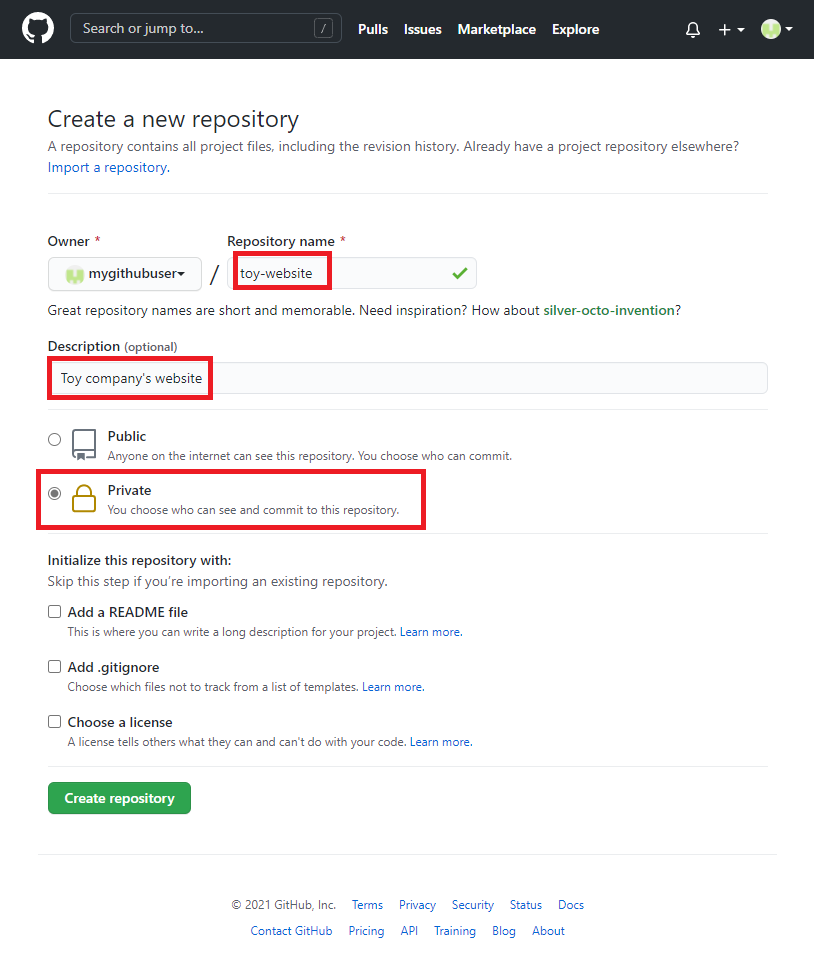 Search or jump to... / Pulls Issues Marketplace Explore
Create a new repository
A repository contains all project files, including the revision history. Already have a project repository elsewhere?
Import a repository.
Owner * Repository name *
mygithubuser / toy-website
Great repository names are short and memorable. Need inspiration? How about silver-octo-invention?
Description (optional)
Toy company's website
Public
Anyone on the internet can see this repository. You choose who can commit.
Private
You choose who can see and commit to this repository.
Initialize this repository with:
Skip this step if you're importing an existing repository.
Add a README file
This is where you can write a long description for your project. Learn more.
Add .gitignore
Choose which files not to track from a list of templates. Learn more.
Choose a license
A license tells others what they can and can't do with your code. Learn more.
Create repository
© 2021 GitHub, Inc. Terms Privacy Security Status Docs
Contact GitHub Pricing API Training Blog About